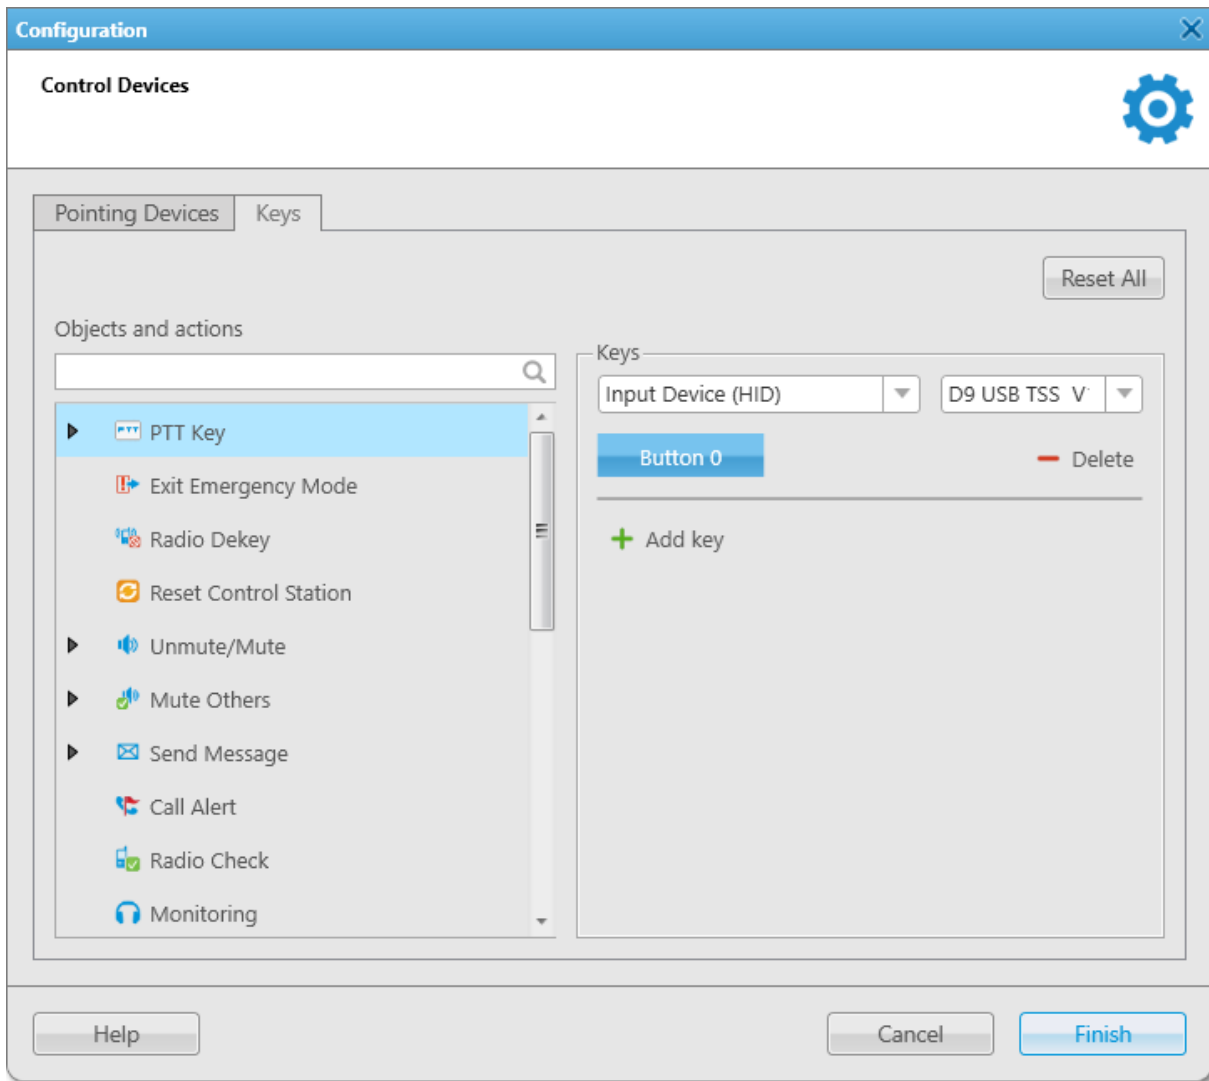 Configuration
Control Devices
Pointing Devices
Keys
Reset All
Objects and actions
PTT Key
Exit Emergency Mode
Radio Dekey
Reset Control Station
Unmute/Mute
Mute Others
Send Message
Call Alert
Radio Check
Monitoring
Keys
Input Device (HID)
D9 USB TSS V
Button 0
Delete
Add key
Help
Cancel
Finish